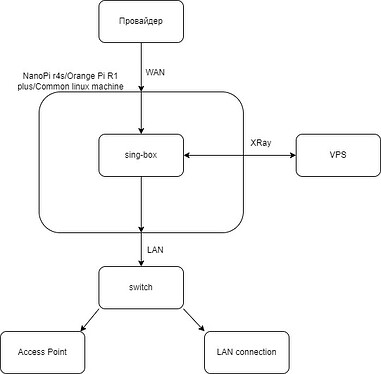 Провайдер
WAN
NanoPi r4s/Orange Pi R1
plus/Common linux machine
sing-box
XRay
VPS
LAN
switch
Access Point
LAN connection